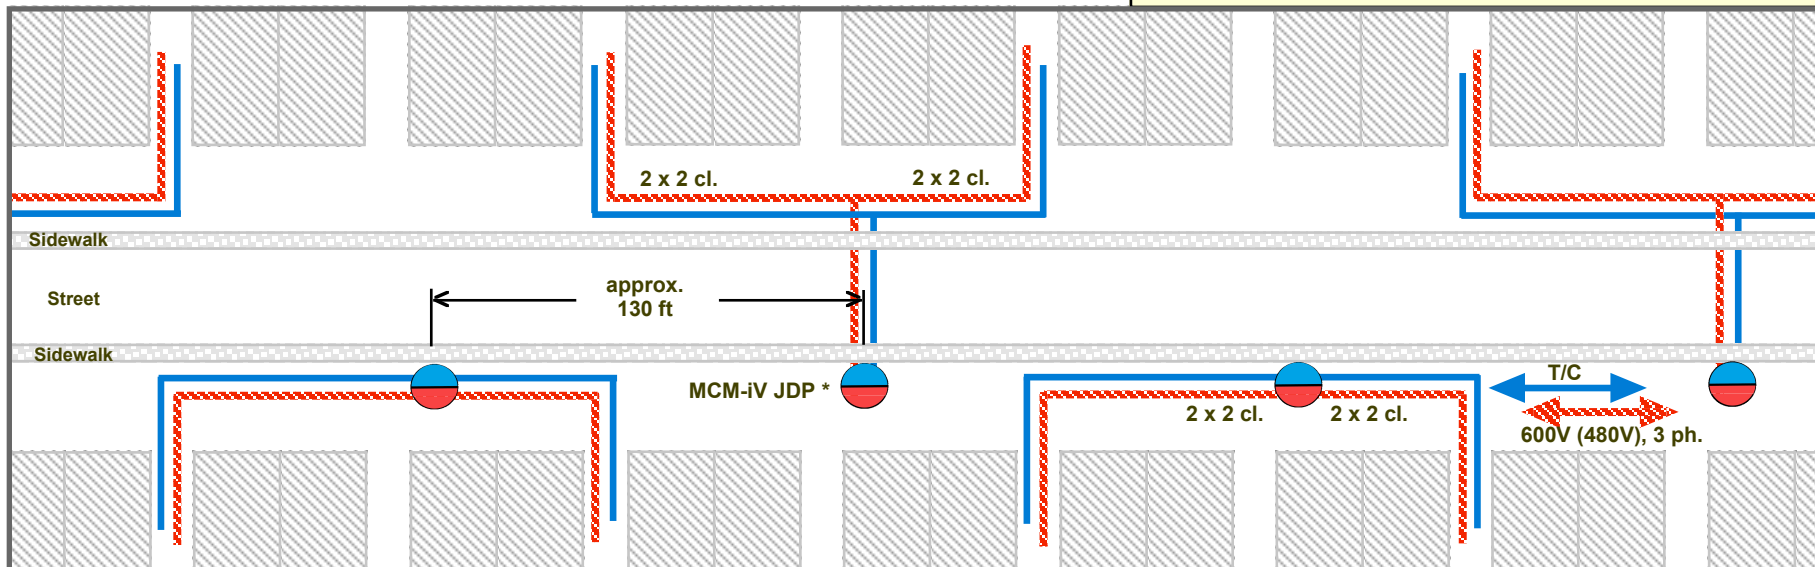 2 x 2 cl.
2 x 2 cl.
Sidewalk
Street
approx.
130 ft
Sidewalk
MCM-iV JDP *
T/C
2 x 2 cl.
2 x 2 cl.
600V (480V), 3 ph.